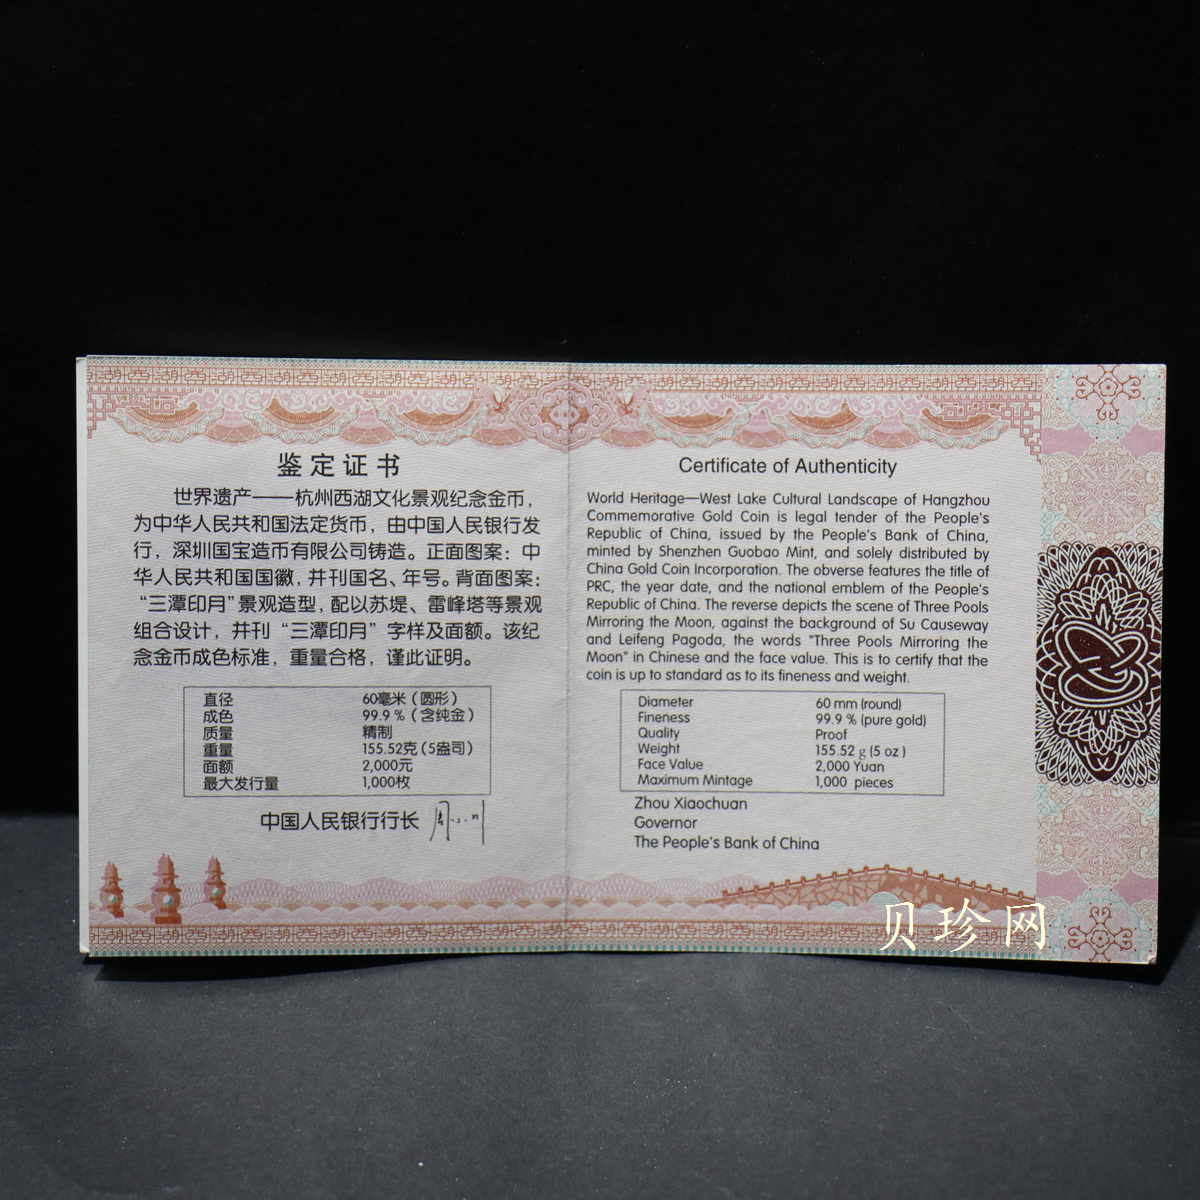 鉴定证书
世界遗产——杭州西湖文化景观纪念金币，
为中华人民共和国法定货币，由中国人民银行发
行，深圳国宝造币有限公司铸造。正面图案：中
华人民共和国国徽，并刊国名、年号。背面图案：
“三潭印月”景观造型，配以苏堤、雷峰塔等景观
组合设计，并刊“三潭印月”字样及面额。该纪
念金币成色标准，重量合格，谨此证明。
直径 60毫米（圆形）
成色 99.9％（含纯金）
质量 精制
重量 155.52克（5盎司）
面额 2,000元
最大发行量 1,000枚
中国人民银行行长
Certificate of Authenticity
World Heritage—West Lake Cultural Landscape of Hangzhou
Commemorative Gold Coin is legal tender of the People's
Republic of China, issued by the People's Bank of China,
minted by Shenzhen Guobao Mint, and solely distributed by
China Gold Coin Incorporation. The obverse features the title of
PRC, the year date, and the national emblem of the People's
Republic of China. The reverse depicts the scene of Three Pools
Mirroring the Moon, against the background of Su Causeway
and Leifeng Pagoda, the words "Three Pools Mirroring the
Moon" in Chinese and the face value. This is to certify that the
coin is up to standard as to its fineness and weight.
Diameter 60 mm (round)
Fineness 99.9 % (pure gold)
Quality Proof
Weight 155.52 g (5 oz )
Face Value 2,000 Yuan
Maximum Mintage 1,000 pieces
Zhou Xiaochuan
Governor
The People's Bank of China
贝珍网